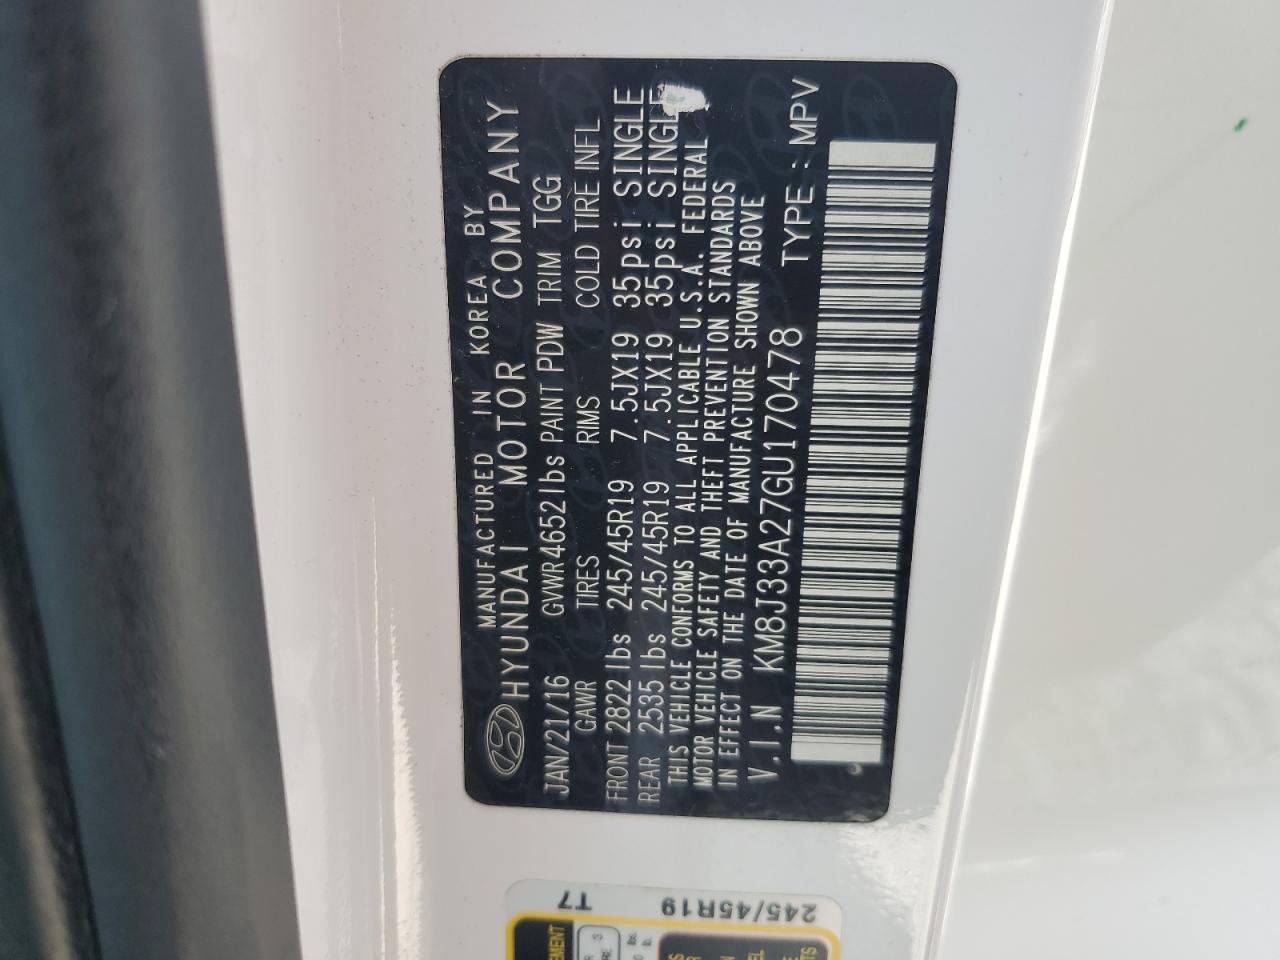 MANUFACTURED IN KOREA BY
HYUNDAI MOTOR COMPANY
JAN/21/16 GVWR 4652 lbs PAINT PDW TRIM TGG
GAWR TIRES RIMS COLD TIRE INFL
FRONT 2822 lbs 245/45R19 7.5JX19 35psi SINGLE
REAR 2535 lbs 245/45R19 7.5JX19 35psi SINGLE
THIS VEHICLE CONFORMS TO ALL APPLICABLE U.S.A. FEDERAL
MOTOR VEHICLE SAFETY AND THEFT PREVENTION STANDARDS
IN EFFECT ON THE DATE OF MANUFACTURE SHOWN ABOVE
V.I.N KM8J33A27GU170478 TYPE : MPV
245/45R19 T7